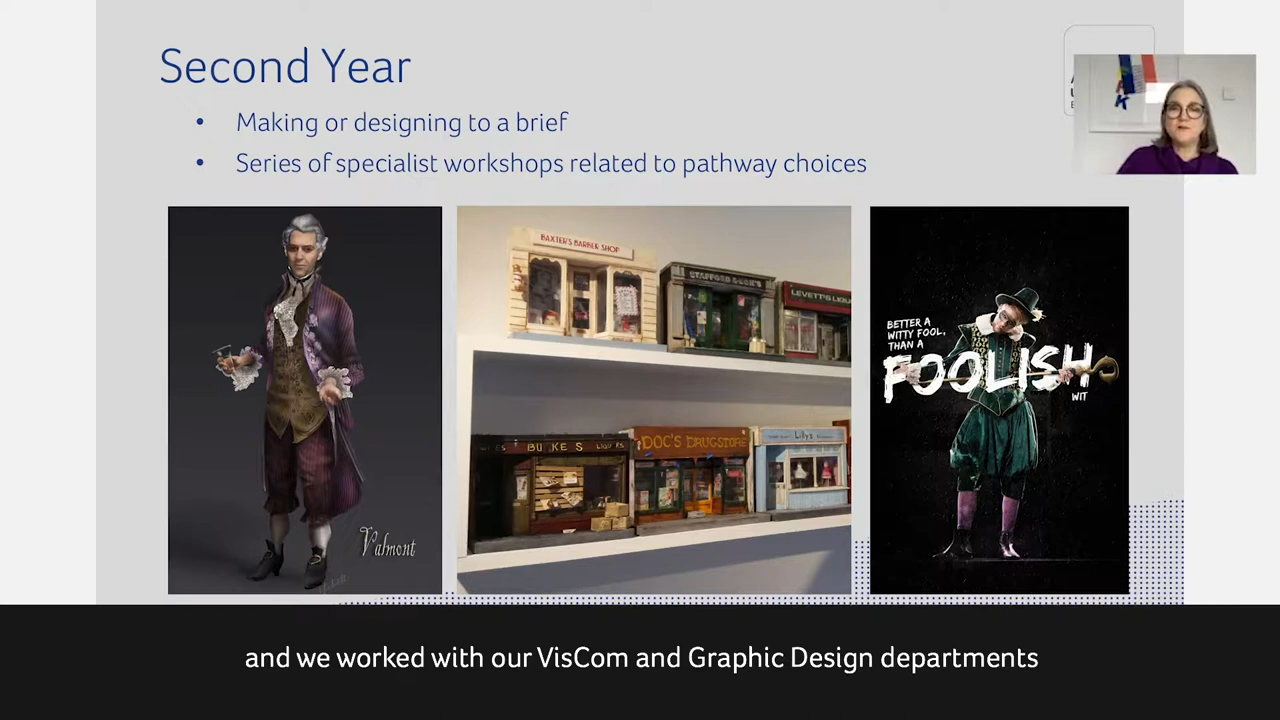 Second Year
• Making or designing to a brief
• Series of specialist workshops related to pathway choices
BAXTER'S BARBER SHOP
DOC'S DRUGSTORE
Lilly's
Valmont
BETTER A
WITTY FOOL,
THAN A
FOOLISH
WIT
and we worked with our VisCom and Graphic Design departments